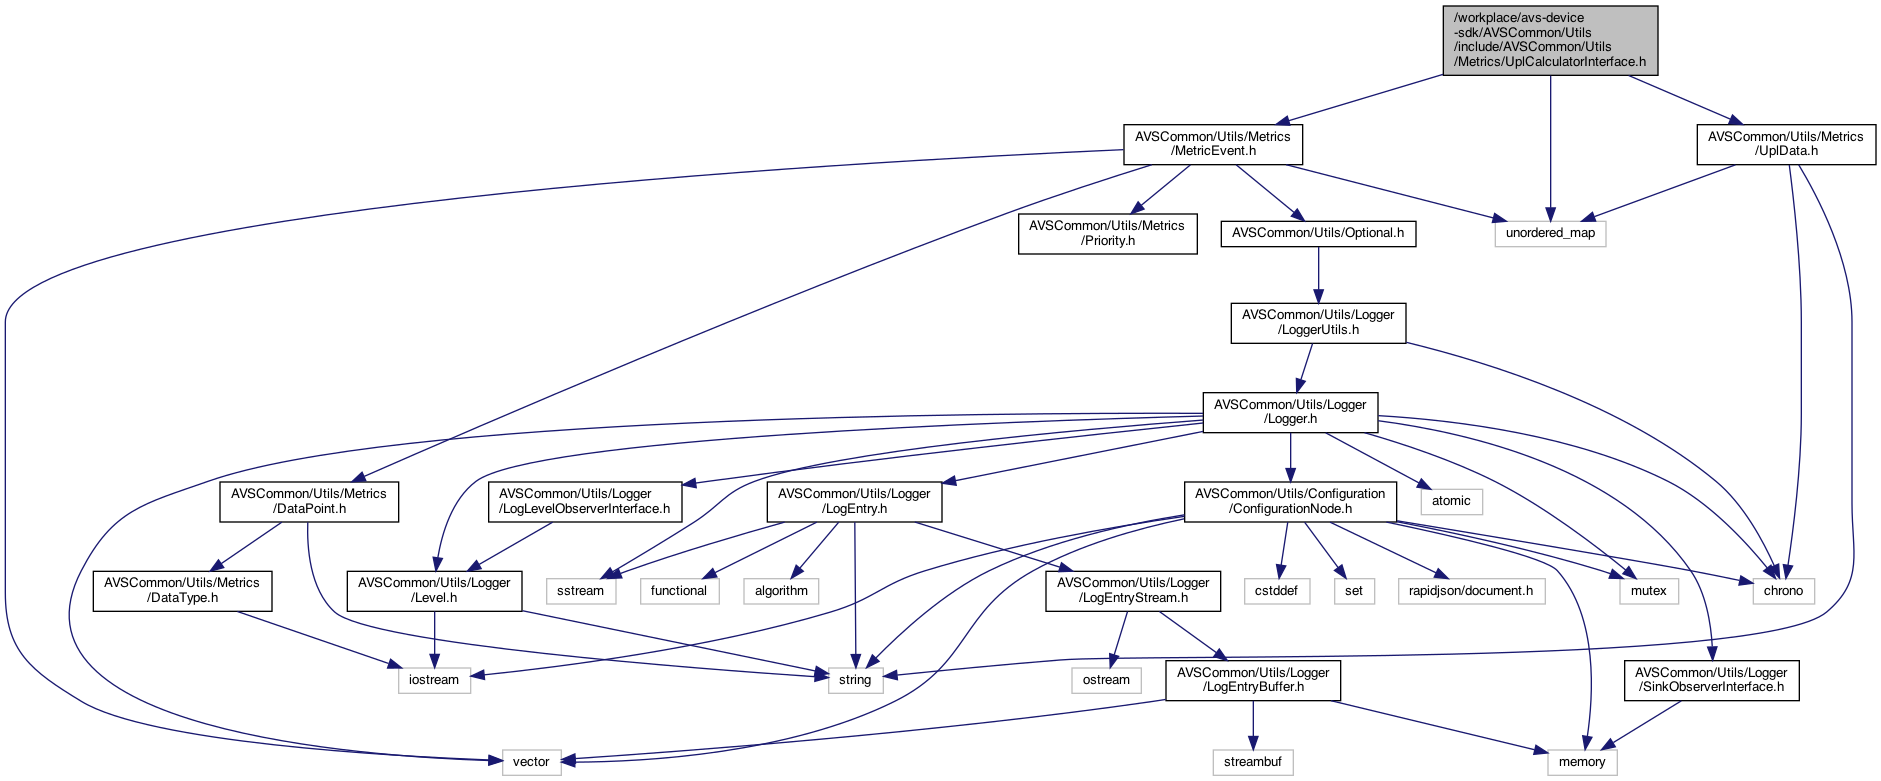 /workplace/avs-device
-sdk/AVSCommon/Utils
/include/AVSCommon/Utils
/Metrics/UplCalculatorInterface.h
AVSCommon/Utils/Metrics
/MetricEvent.h
AVSCommon/Utils/Metrics
/UplData.h
AVSCommon/Utils/Metrics
/Priority.h
AVSCommon/Utils/Optional.h
unordered_map
AVSCommon/Utils/Logger
/LoggerUtils.h
AVSCommon/Utils/Logger
/Logger.h
AVSCommon/Utils/Metrics
/DataPoint.h
AVSCommon/Utils/Logger
/LogLevelObserverInterface.h
AVSCommon/Utils/Logger
/LogEntry.h
AVSCommon/Utils/Configuration
/ConfigurationNode.h
atomic
AVSCommon/Utils/Metrics
/DataType.h
AVSCommon/Utils/Logger
/Level.h
sstream
functional
algorithm
AVSCommon/Utils/Logger
/LogEntryStream.h
cstddef
set
rapidjson/document.h
mutex
chrono
iostream
string
ostream
AVSCommon/Utils/Logger
/LogEntryBuffer.h
AVSCommon/Utils/Logger
/SinkObserverInterface.h
vector
streambuf
memory